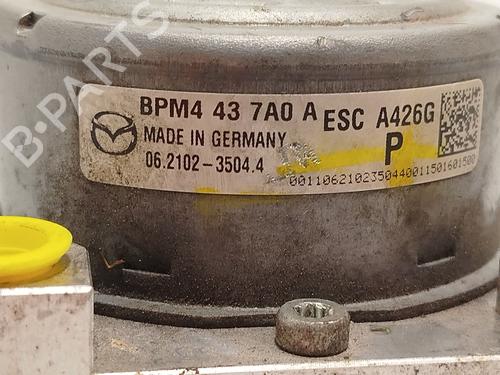 B-PARTS
BPM4 43 7A0 A ESC A426G
MADE IN GERMANY
06.2102-3504.4 P
0011062102350440011501601500